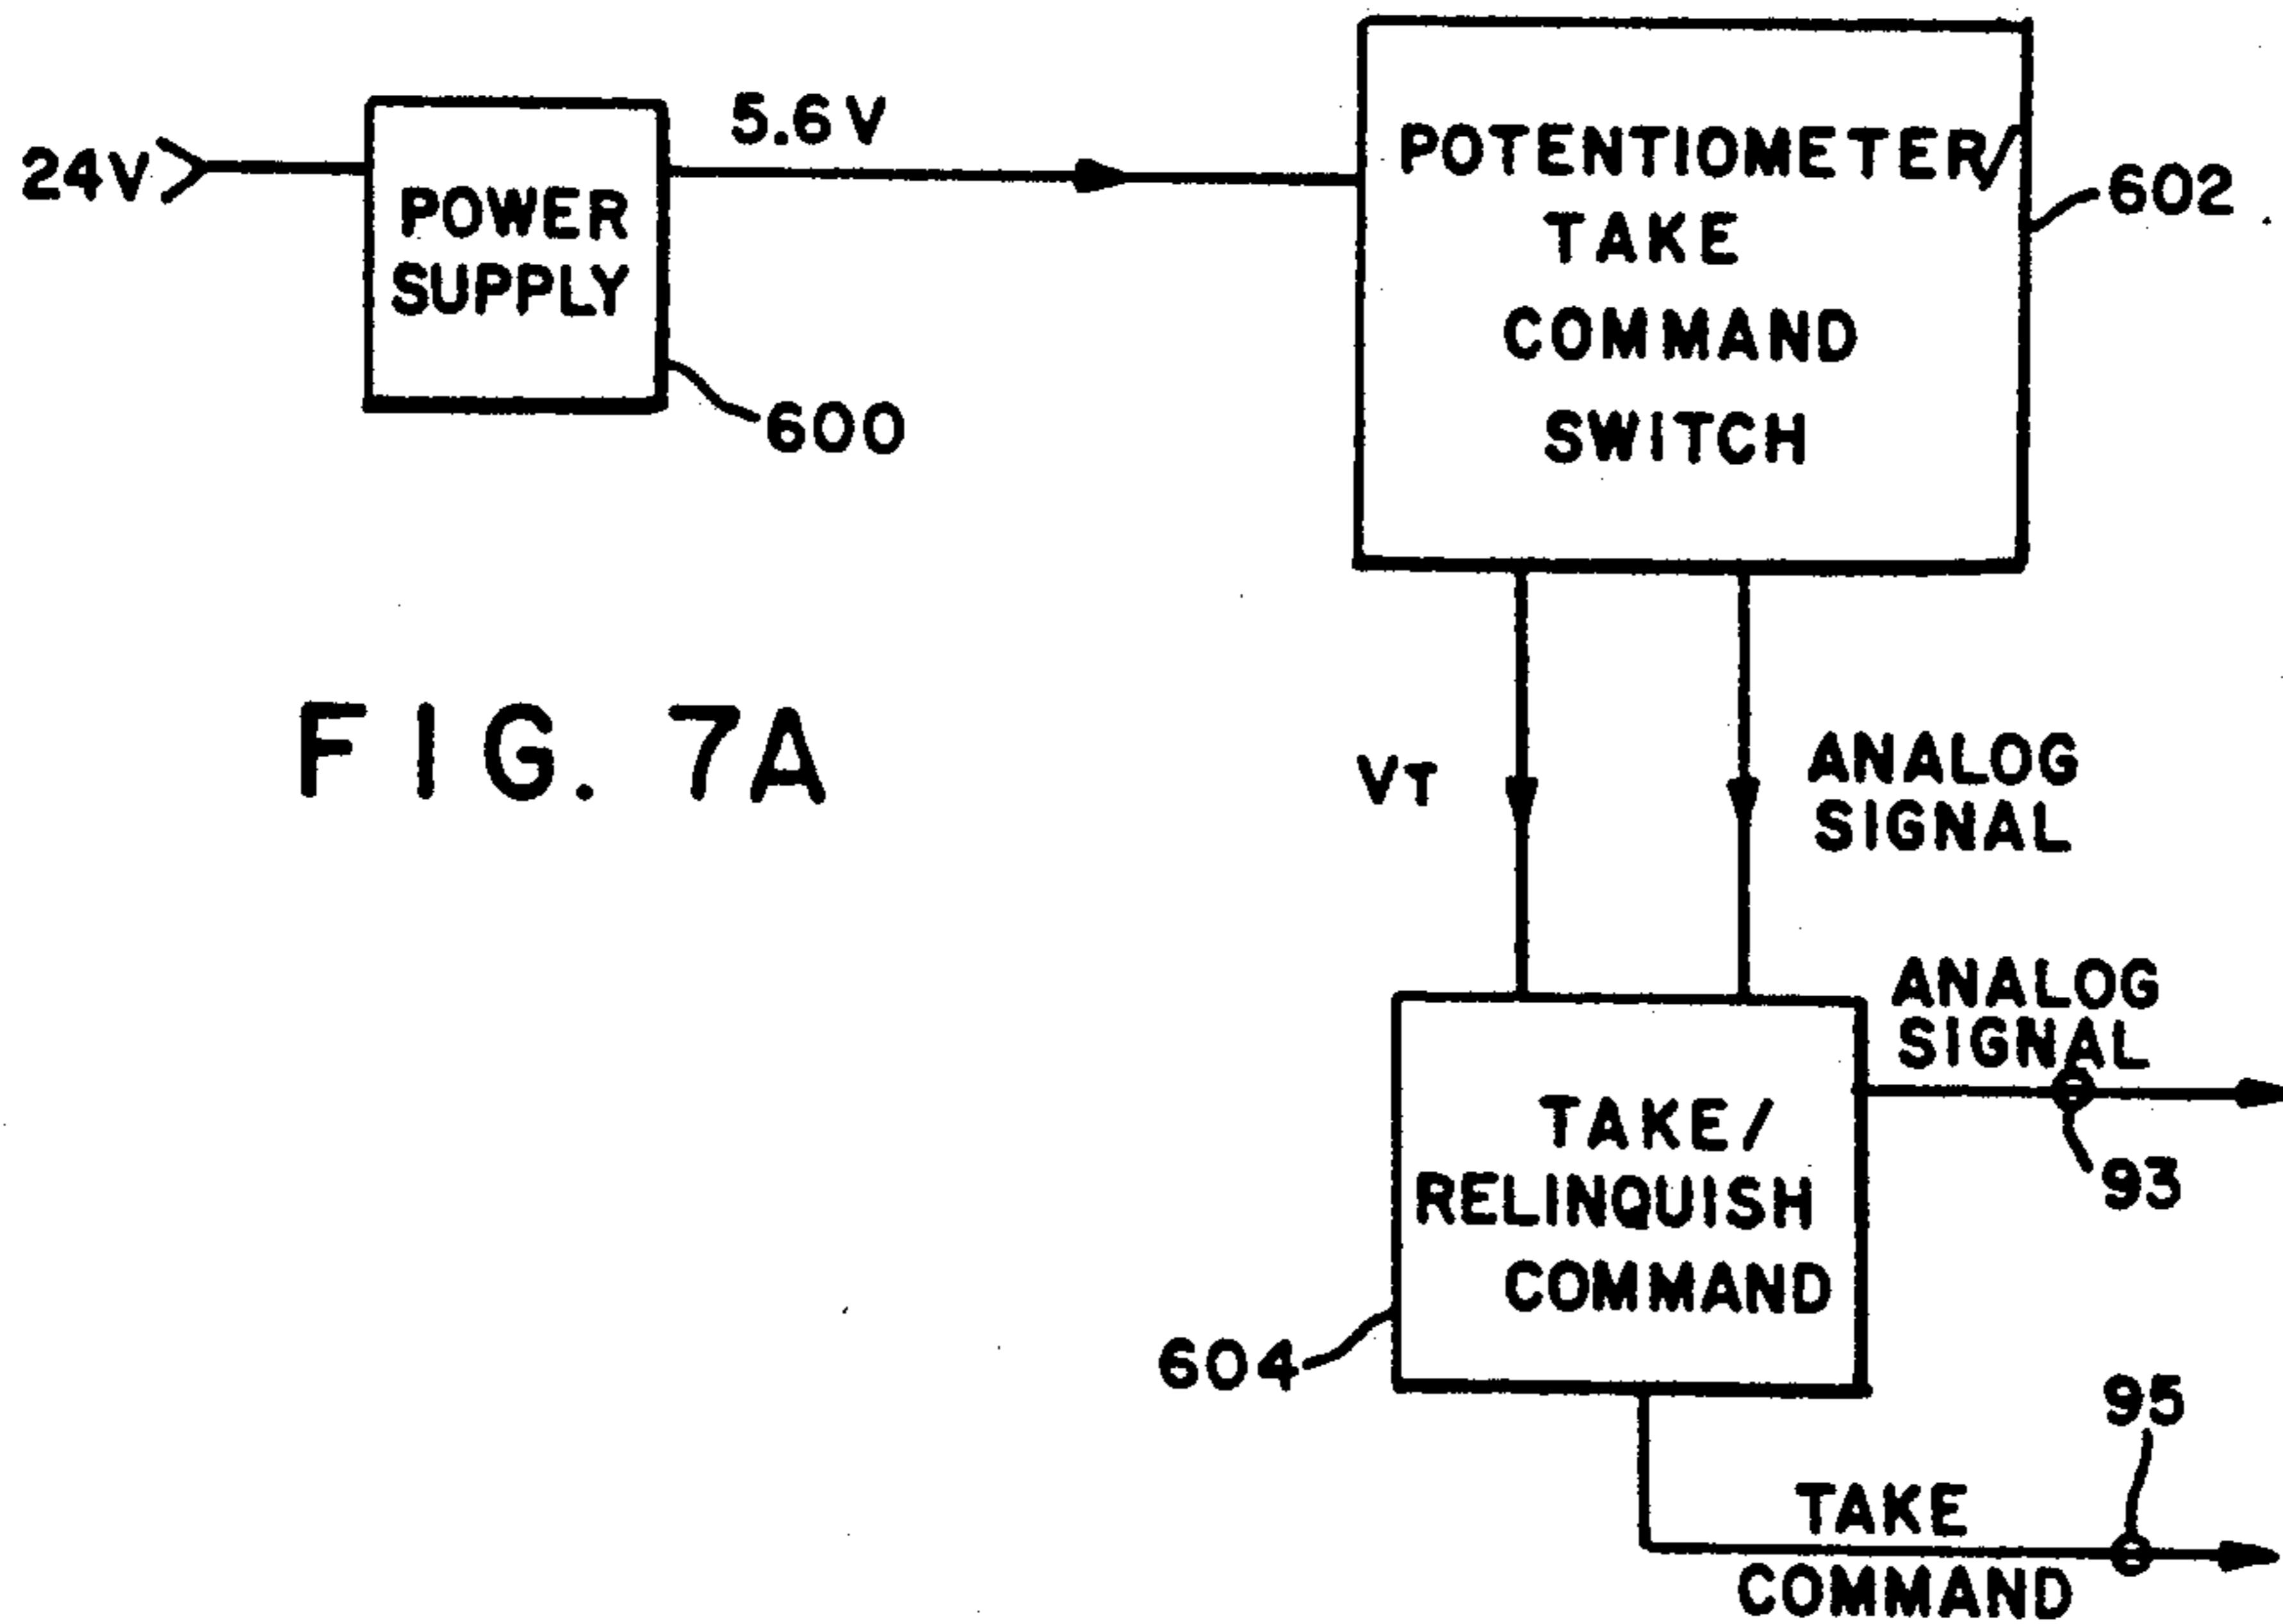 24V
POWER
SUPPLY
600
5.6V
POTENTIOMETER/
TAKE
COMMAND
SWITCH
602
FIG. 7A
VT
ANALOG
SIGNAL
TAKE/
RELINQUISH
COMMAND
604
ANALOG
SIGNAL
93
95
TAKE
COMMAND